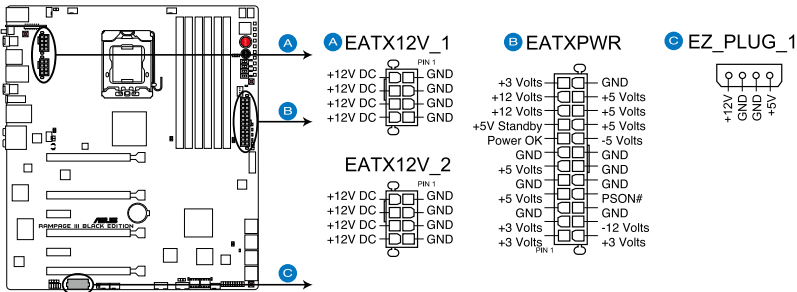 A
B
C
ASUS
RAMPAGE III BLACK EDITION
A EATX12V_1
PIN 1
+12V DC GND
+12V DC GND
+12V DC GND
+12V DC GND
EATX12V_2
PIN 1
+12V DC GND
+12V DC GND
+12V DC GND
+12V DC GND
B EATXPWR
+3 Volts GND
+12 Volts +5 Volts
+12 Volts +5 Volts
+5V Standby +5 Volts
Power OK -5 Volts
GND GND
+5 Volts GND
GND GND
+5 Volts PSON#
GND GND
+3 Volts -12 Volts
+3 Volts +3 Volts
PIN 1
C EZ_PLUG_1
+12V
GND
GND
+5V